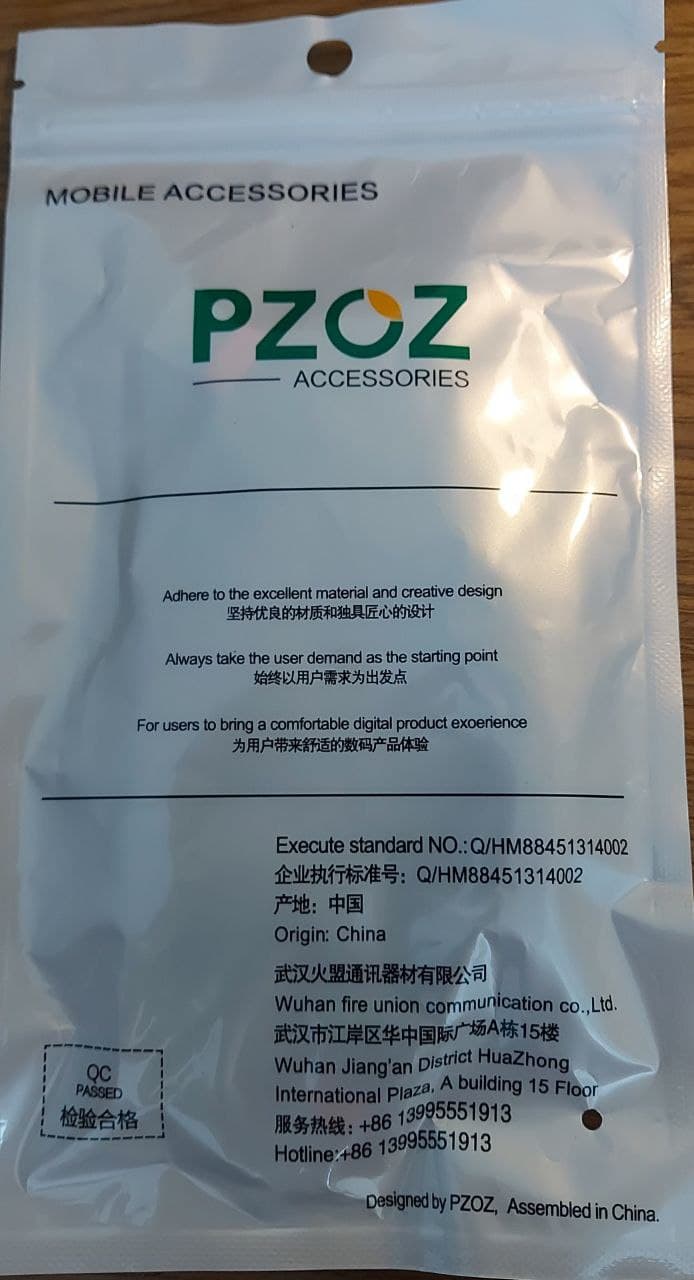 MOBILE ACCESSORIES
PZOZ
ACCESSORIES
Adhere to the excellent material and creative design
坚持优良的材质和独具匠心的设计
Always take the user demand as the starting point
始终以用户需求为出发点
For users to bring a comfortable digital product exoerience
为用户带来舒适的数码产品体验
Execute standard NO.: Q/HM88451314002
企业执行标准号： Q/HM88451314002
产地：中国
Origin: China
武汉火盟通讯器材有限公司
Wuhan fire union communication co.,Ltd.
武汉市江岸区华中国际广场A栋15楼
Wuhan Jiang'an District HuaZhong
International Plaza, A building 15 Floor
服务热线：+86 13995551913
Hotline:+86 13995551913
QC
PASSED
检验合格
Designed by PZOZ, Assembled in China.